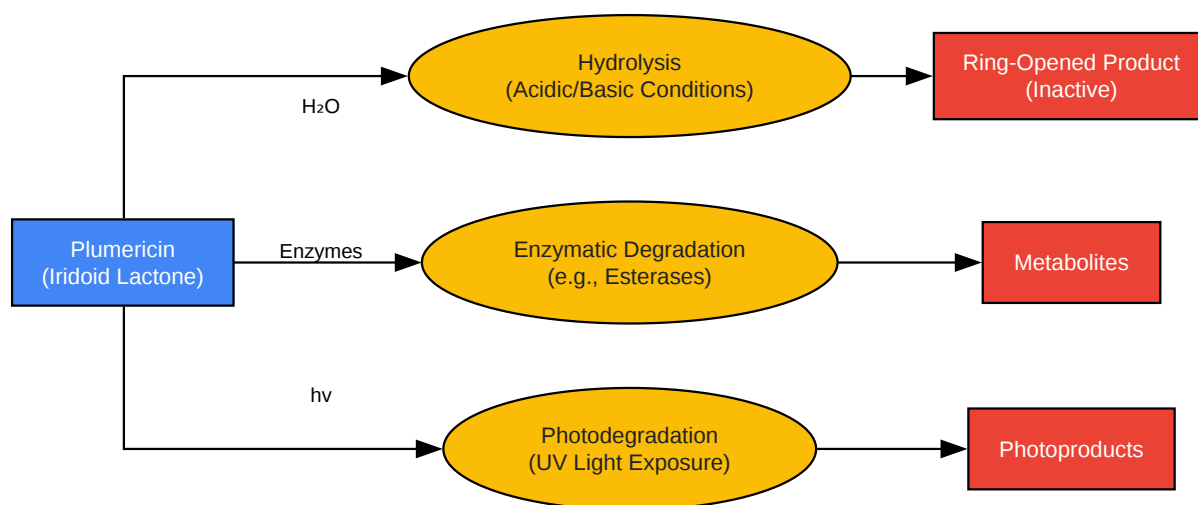 Hydrolysis
(Acidic/Basic Conditions)
Ring-Opened Product
(Inactive)
H₂O
Plumericin
(Iridoid Lactone)
Enzymes
Enzymatic Degradation
(e.g., Esterases)
Metabolites
hv
Photodegradation
(UV Light Exposure)
Photoproducts